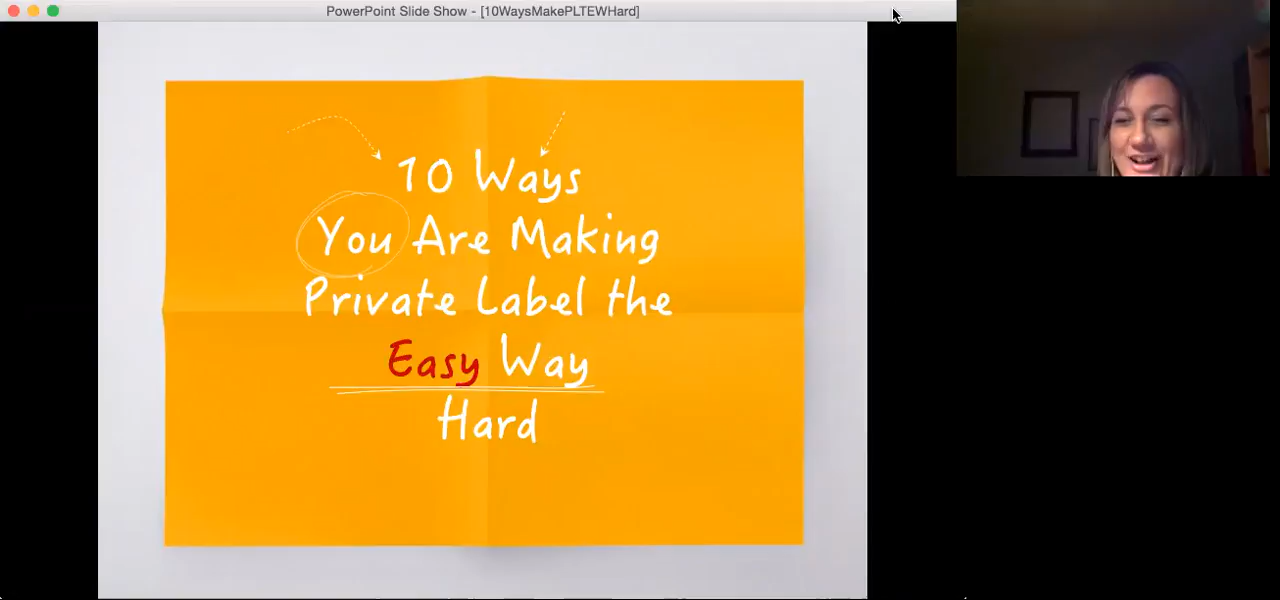 PowerPoint Slide Show - [10WaysMakePLTEWHard]
10 Ways
You Are Making
Private Label the
Easy Way
Hard